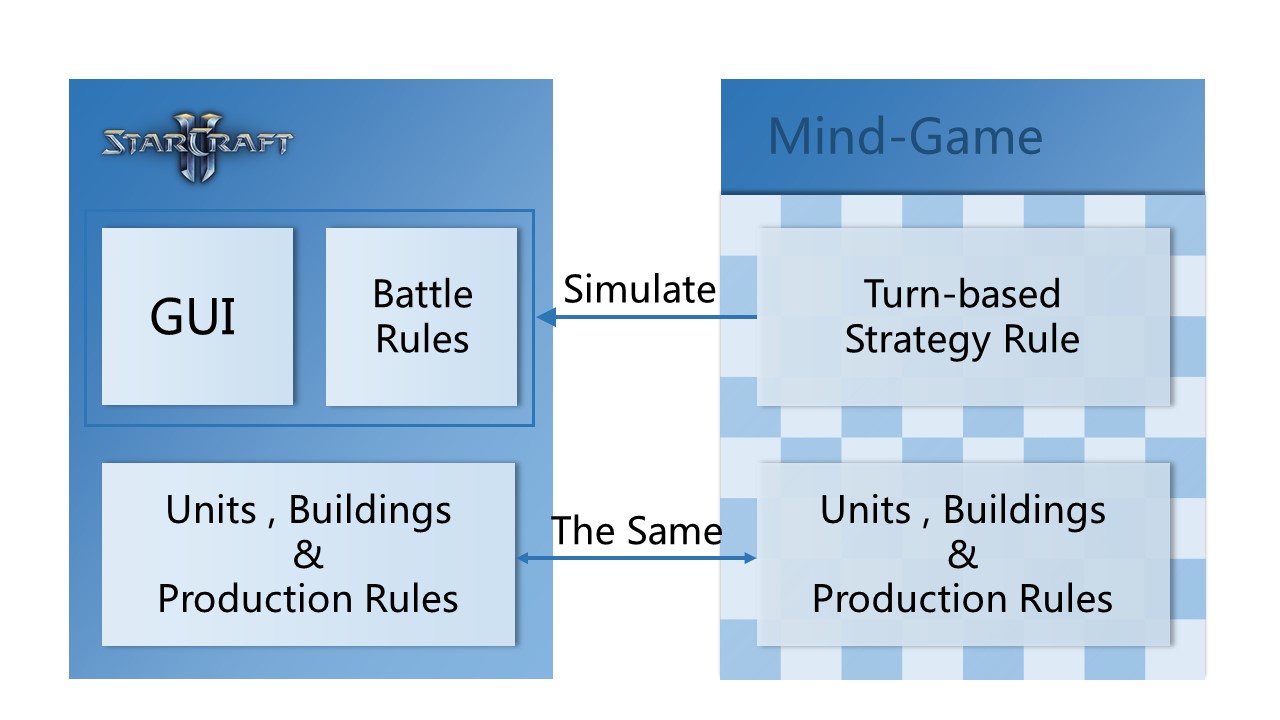 STARCRAFT
II
Mind-Game
GUI
Battle
Rules
Simulate
Turn-based
Strategy Rule
Units , Buildings
&
Production Rules
The Same
Units , Buildings
&
Production Rules